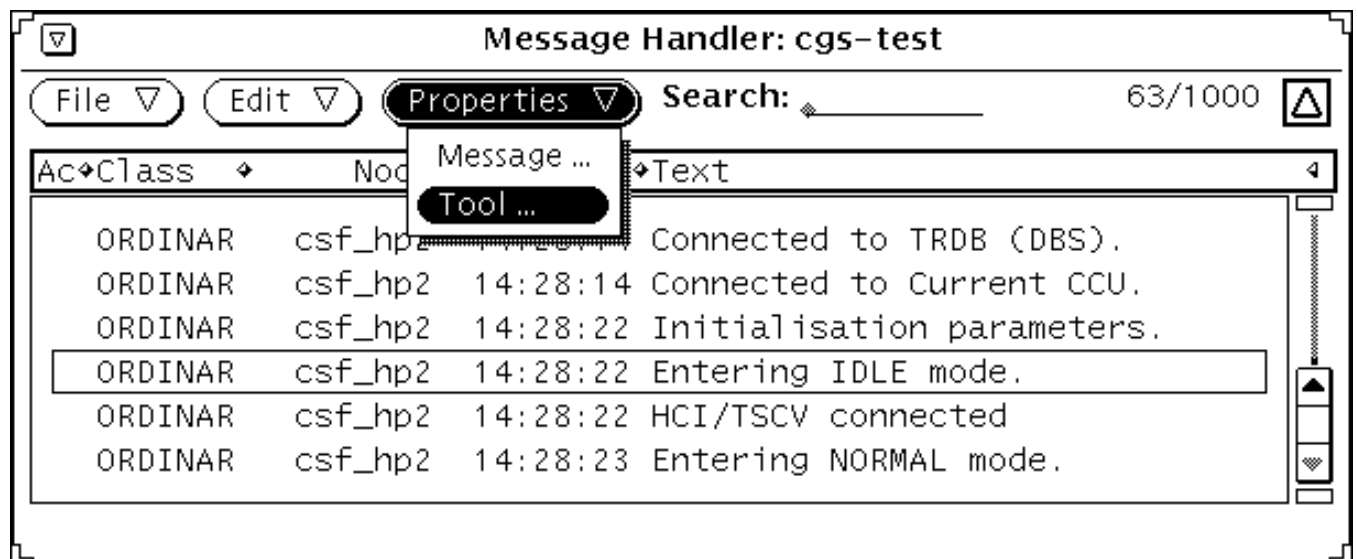 Message Handler: cgs-test
File Edit Properties Search: 63/1000
Message ...
Ac Class Text
Tool ...
ORDINAR Connected to TRDB (DBS).
ORDINAR csf_hp2 14:28:14 Connected to Current CCU.
ORDINAR csf_hp2 14:28:22 Initialisation parameters.
ORDINAR csf_hp2 14:28:22 Entering IDLE mode.
ORDINAR csf_hp2 14:28:22 HCI/TSCV connected
ORDINAR csf_hp2 14:28:23 Entering NORMAL mode.